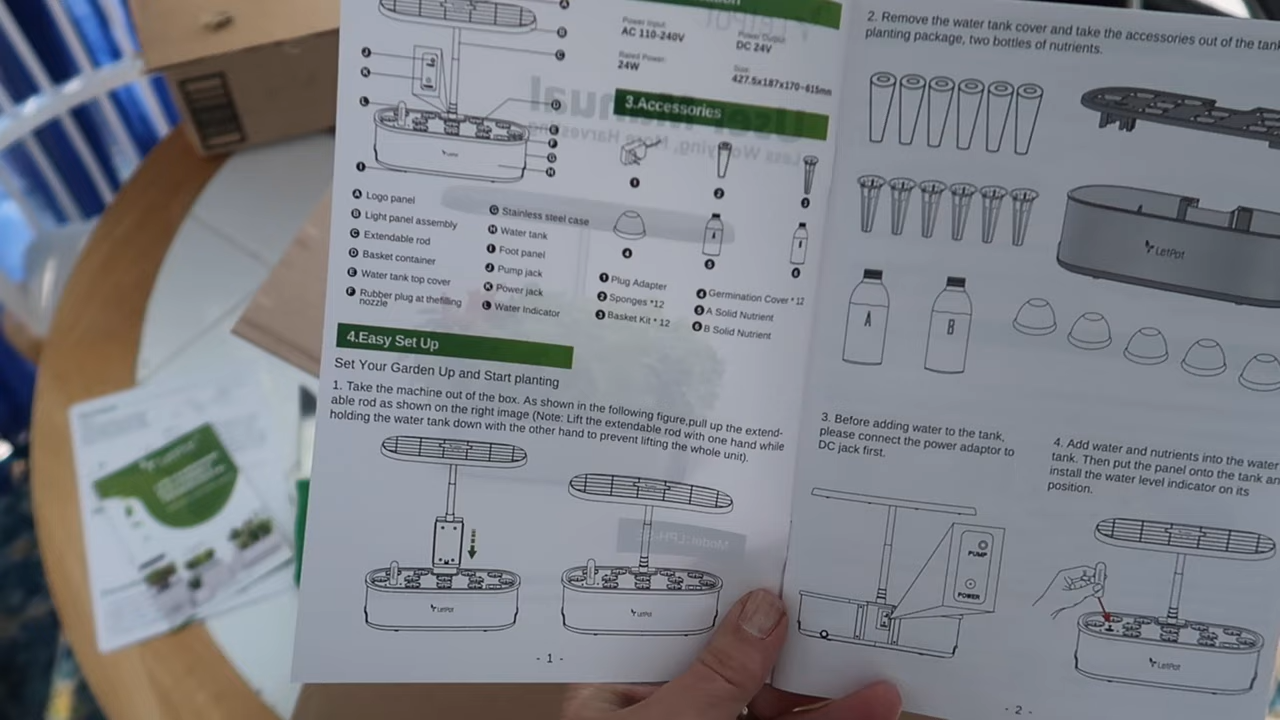 Power Input
AC 110-240V
Power Output
DC 24V
Rated Power:
24W
Size:
427.5x187x170~615mm
A
B
C
J
K
L
D
E
F
G
H
I
LetPot
3.Accessories
1
2
3
4
5
6
A Logo panel
B Light panel assembly
C Extendable rod
D Basket container
E Water tank top cover
F Rubber plug at thefilling
nozzle
G Stainless steel case
H Water tank
I Foot panel
J Pump jack
K Power jack
L Water Indicator
1 Plug Adapter
2 Sponges *12
3 Basket Kit * 12
4 Germination Cover * 12
5 A Solid Nutrient
6 B Solid Nutrient
4.Easy Set Up
Set Your Garden Up and Start planting
1. Take the machine out of the box. As shown in the following figure,pull up the extend-
able rod as shown on the right image (Note: Lift the extendable rod with one hand while
holding the water tank down with the other hand to prevent lifting the whole unit).
LetPot
LetPot
- 1 -
2. Remove the water tank cover and take the accessories out of the tank
planting package, two bottles of nutrients.
LetPot
A
B
3. Before adding water to the tank,
please connect the power adaptor to
DC jack first.
PUMP
POWER
4. Add water and nutrients into the water
tank. Then put the panel onto the tank an
install the water level indicator on its
position.
LetPot
- 2 -